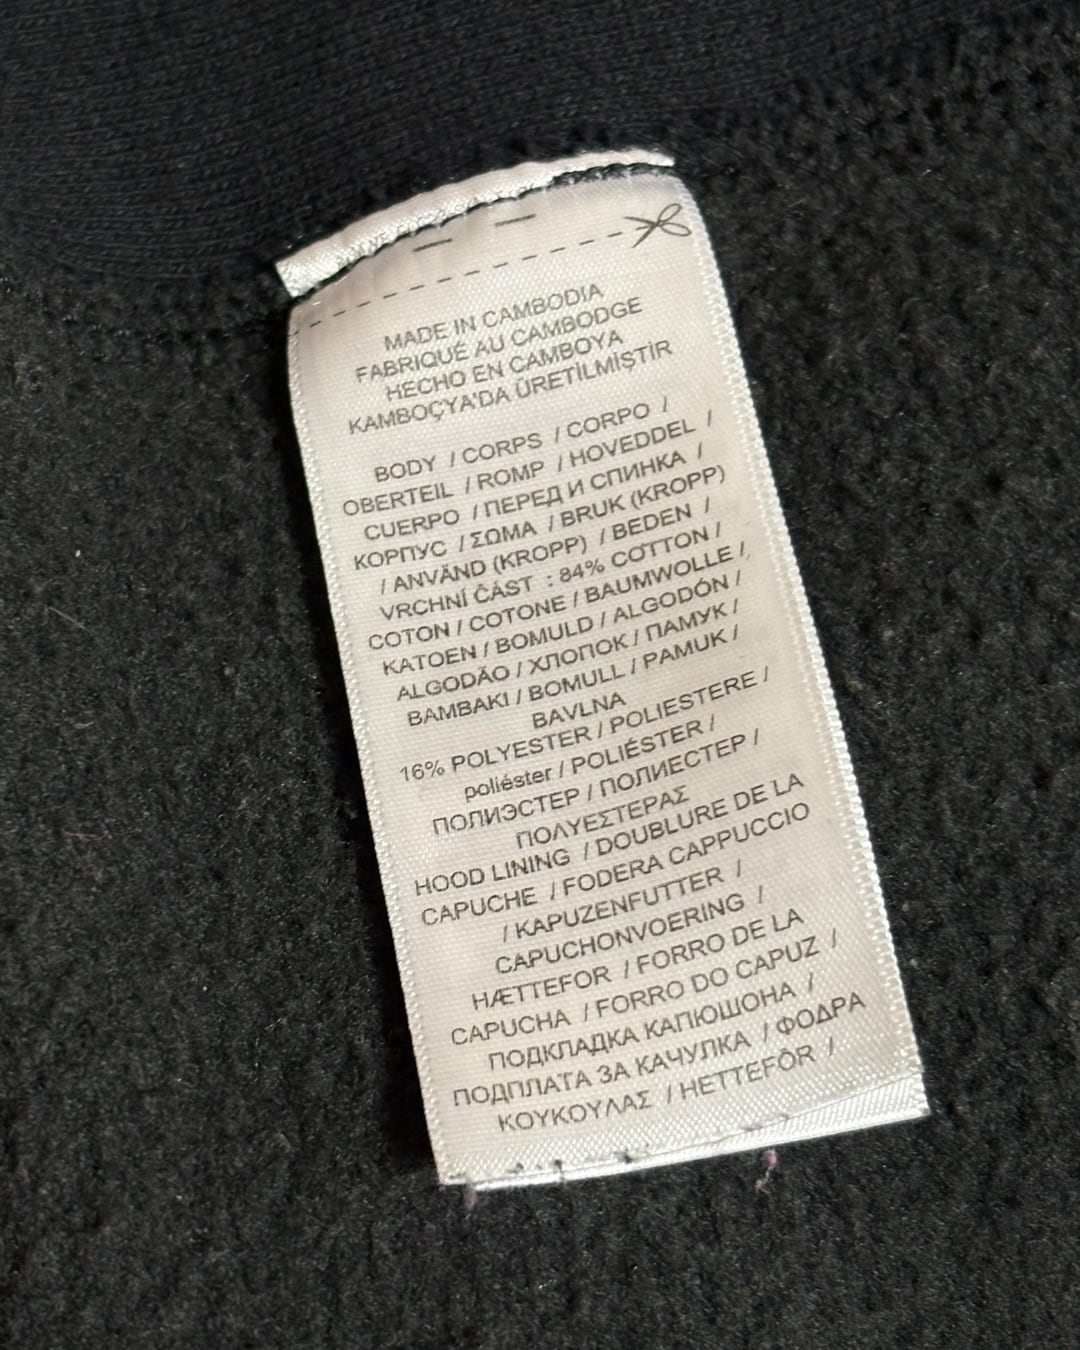 MADE IN CAMBODIA
FABRIQUÉ AU CAMBODGE
HECHO EN CAMBOYA
KAMBOÇYA'DA ÜRETİLMİŞTİR
BODY / CORPS / CORPO /
OBERTEIL / ROMP / HOVEDDEL /
CUERPO / ПЕРЕД И СПИНКА /
КОРПУС / ΣΩΜΑ / BRUK (KROPP)
/ ANVÄND (KROPP) / BEDEN /
VRCHNÍ ČÁST : 84% COTTON /
COTON / COTONE / BAUMWOLLE /
KATOEN / BOMULD / ALGODÓN /
ALGODÃO / ХЛОПОК / ПАМУК /
BAMBAKI / BOMULL / PAMUK /
BAVLNA
16% POLYESTER / POLIESTERE /
poliéster / POLIÉSTER /
ПОЛИЭСТЕР / ПОЛИЕСТЕР /
ΠΟΛΥΕΣΤΕΡΑΣ
HOOD LINING / DOUBLURE DE LA
CAPUCHE / FODERA CAPPUCCIO
/ KAPUZENFUTTER /
CAPUCHONVOERING /
HÆTTEFOR / FORRO DE LA
CAPUCHA / FORRO DO CAPUZ /
ПОДКЛАДКА КАПЮШОНА /
ПОДПЛАТА ЗА КАЧУЛКА / ΦΟΔΡΑ
ΚΟΥΚΟΥΛΑΣ / HETTEFÔR /